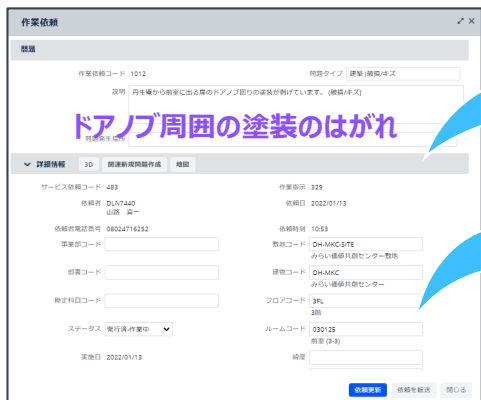 作業依頼
問題
作業依頼コード 1012 問題タイプ 建築|破損/キズ
説明 丹生庵から前室に出る扉のドアノブ回りの塗装が剥げています。(破損/キズ)
ドアノブ周囲の塗装のはがれ
問題発生場所
詳細情報 3D 関連新規問題作成 地図
サービス依頼コード 483 作業指示 329
依頼者 DLN7440 依頼日 2022/01/13
山路 真一
依頼者電話番号 08024716252 依頼時刻 10:53
事業部コード 敷地コード DH-MKC-SITE
みらい価値共創センター敷地
部署コード 建物コード DH-MKC
みらい価値共創センター
勘定科目コード フロアコード 3FL
3階
ステータス 発行済-作業中 ルームコード 030125
前室 (3-3)
実施日 2022/01/13 緯度
依頼更新 依頼を転送 閉じる